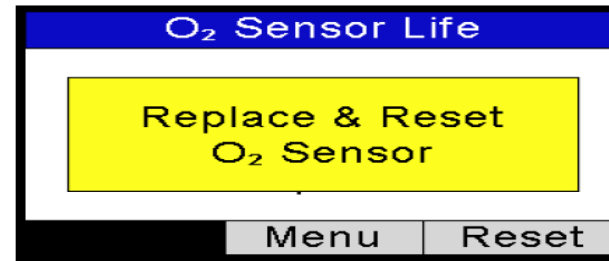 O₂ Sensor Life
Replace & Reset
O₂ Sensor
Menu Reset